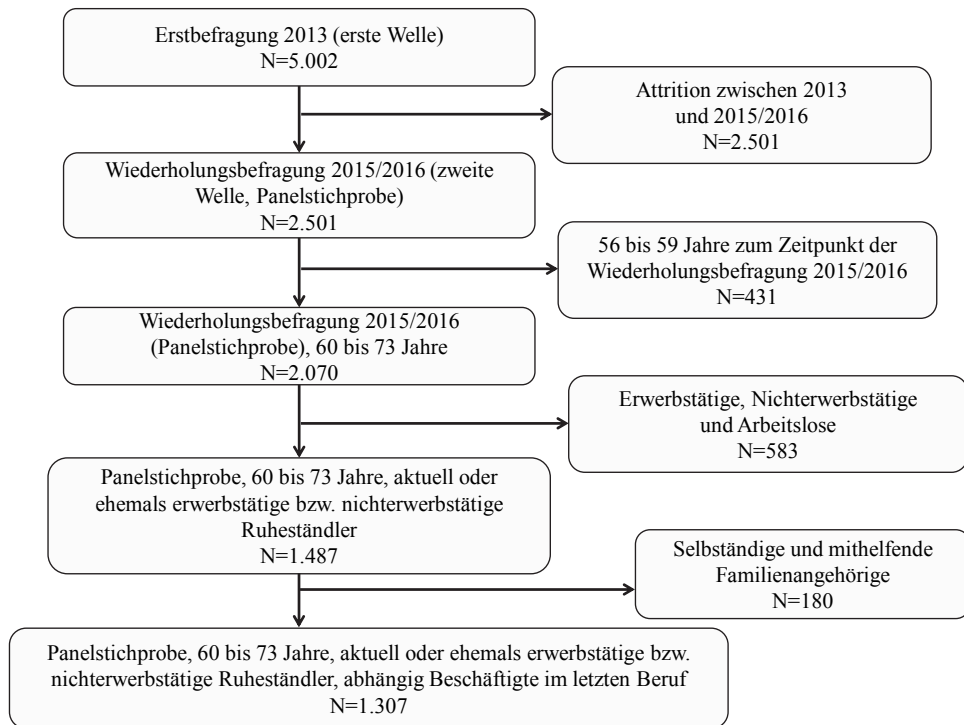 Erstbefragung 2013 (erste Welle)
N=5.002
Attrition zwischen 2013
und 2015/2016
N=2.501
Wiederholungsbefragung 2015/2016 (zweite
Welle, Panelstichprobe)
N=2.501
56 bis 59 Jahre zum Zeitpunkt der
Wiederholungsbefragung 2015/2016
N=431
Wiederholungsbefragung 2015/2016
(Panelstichprobe), 60 bis 73 Jahre
N=2.070
Erwerbstätige, Nichterwerbstätige
und Arbeitslose
N=583
Panelstichprobe, 60 bis 73 Jahre, aktuell oder
ehemals erwerbstätige bzw. nichterwerbstätige
Ruheständler
N=1.487
Selbständige und mithelfende
Familienangehörige
N=180
Panelstichprobe, 60 bis 73 Jahre, aktuell oder ehemals erwerbstätige bzw.
nichterwerbstätige Ruheständler, abhängig Beschäftigte im letzten Beruf
N=1.307